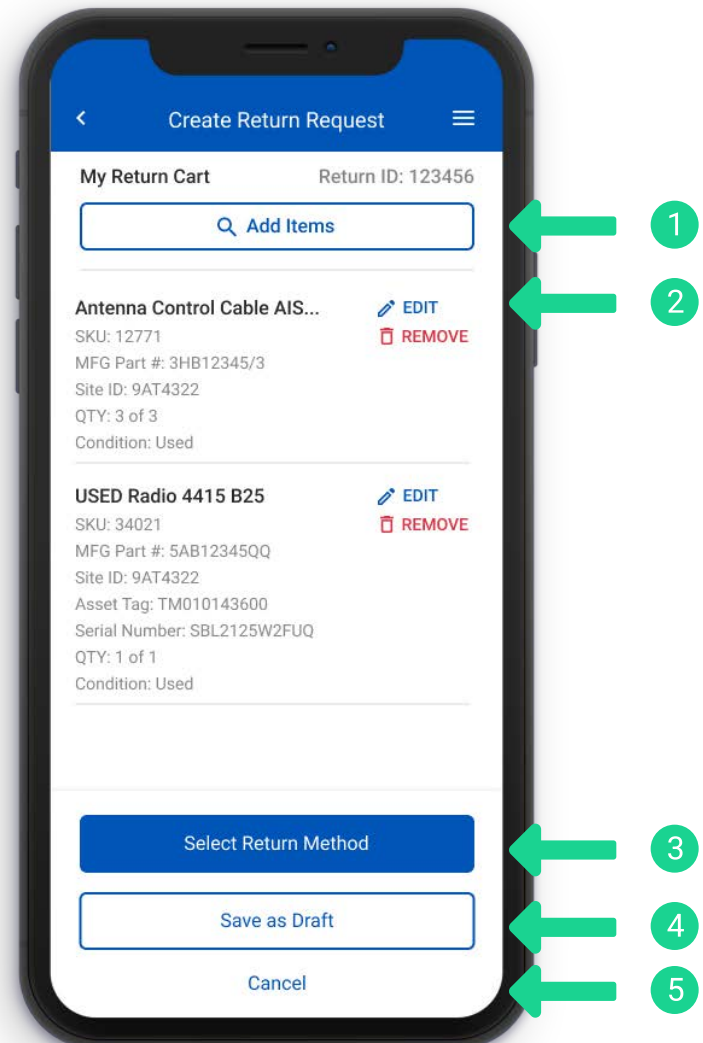 Create Return Request
My Return Cart Return ID: 123456
Add Items
1
Antenna Control Cable AIS... EDIT
2
SKU: 12771 REMOVE
MFG Part #: 3HB12345/3
Site ID: 9AT4322
QTY: 3 of 3
Condition: Used
USED Radio 4415 B25 EDIT
SKU: 34021 REMOVE
MFG Part #: 5AB12345QQ
Site ID: 9AT4322
Asset Tag: TM010143600
Serial Number: SBL2125W2FUQ
QTY: 1 of 1
Condition: Used
Select Return Method
3
Save as Draft
4
Cancel
5